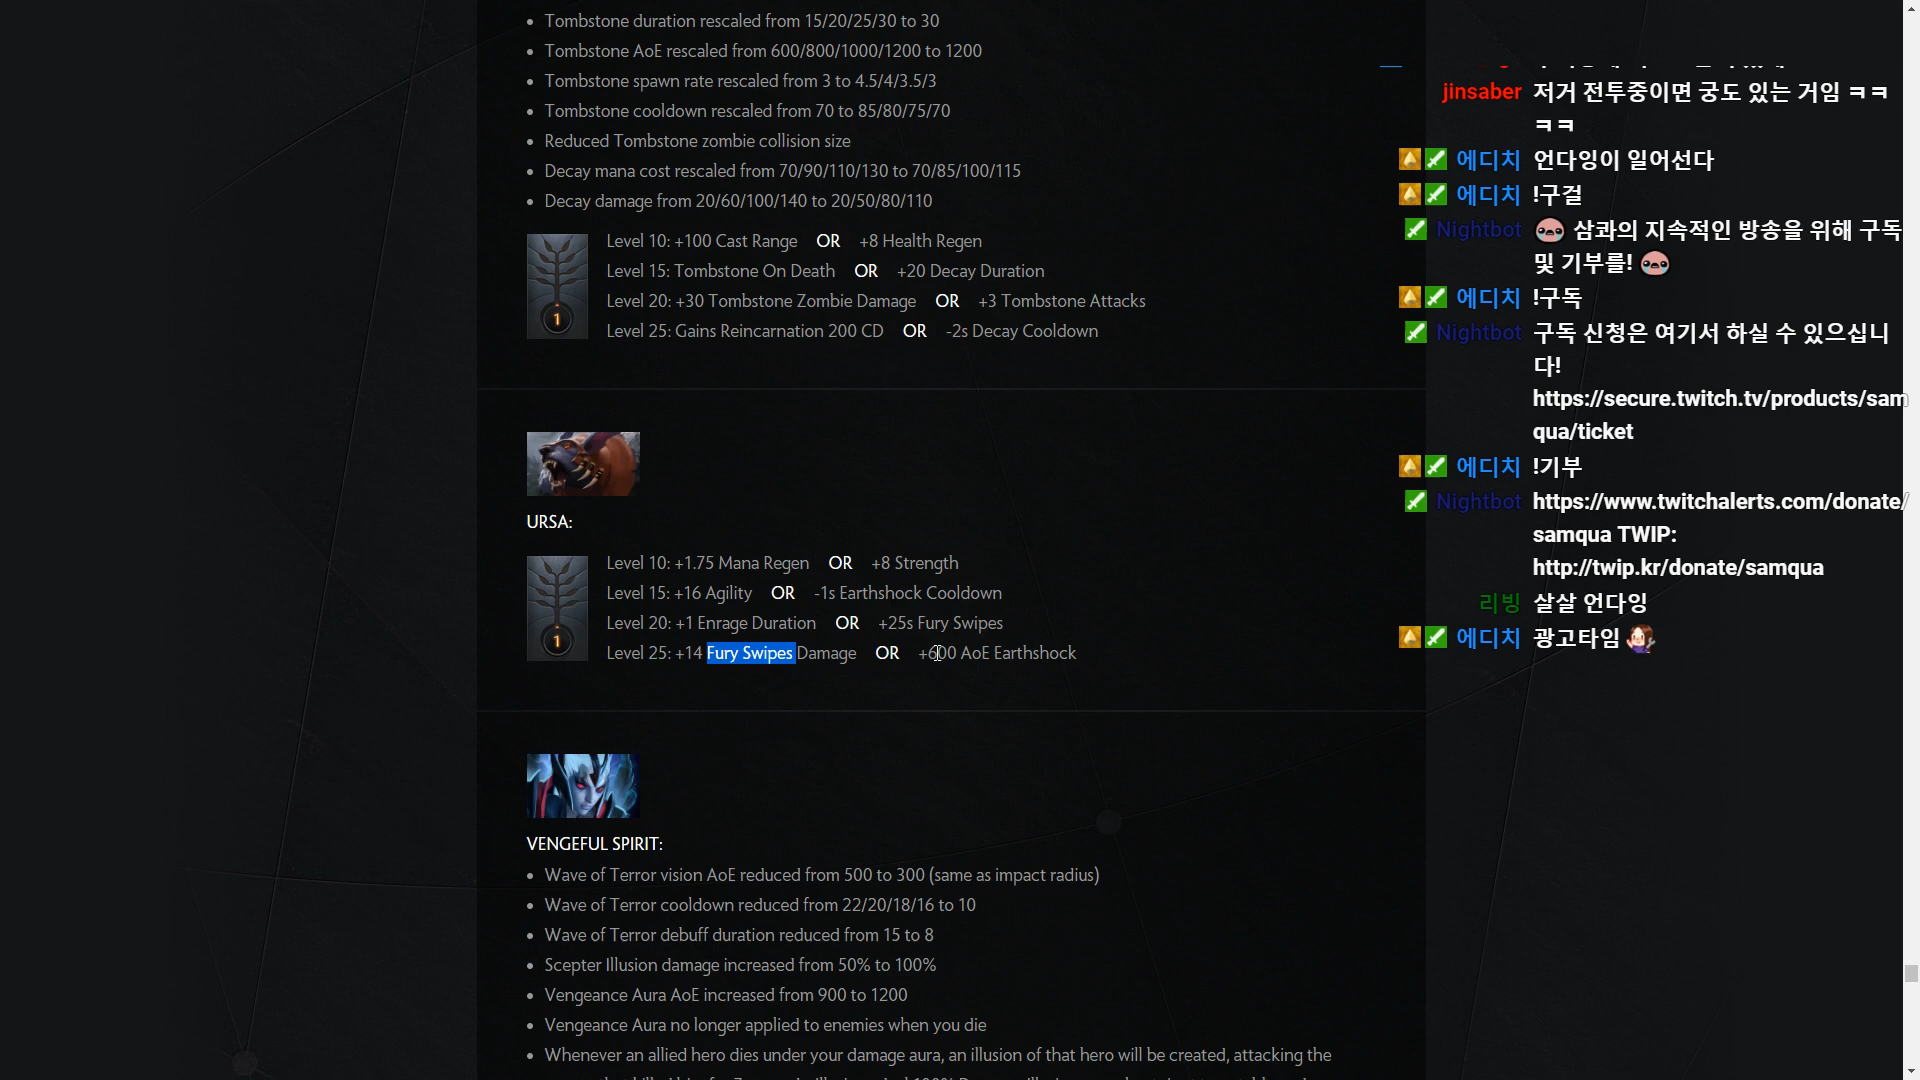 Tombstone duration rescaled from 15/20/25/30 to 30
Tombstone AoE rescaled from 600/800/1000/1200 to 1200
Tombstone spawn rate rescaled from 3 to 4.5/4/3.5/3
Tombstone cooldown rescaled from 70 to 85/80/75/70
Reduced Tombstone zombie collision size
Decay mana cost rescaled from 70/90/110/130 to 70/85/100/115
Decay damage from 20/60/100/140 to 20/50/80/110
Level 10: +100 Cast Range OR +8 Health Regen
Level 15: Tombstone On Death OR +20 Decay Duration
Level 20: +30 Tombstone Zombie Damage OR +3 Tombstone Attacks
Level 25: Gains Reincarnation 200 CD OR -2s Decay Cooldown
1
URSA:
Level 10: +1.75 Mana Regen OR +8 Strength
Level 15: +16 Agility OR -1s Earthshock Cooldown
Level 20: +1 Enrage Duration OR +25s Fury Swipes
Level 25: +14 Fury Swipes Damage OR +600 AoE Earthshock
1
VENGEFUL SPIRIT:
Wave of Terror vision AoE reduced from 500 to 300 (same as impact radius)
Wave of Terror cooldown reduced from 22/20/18/16 to 10
Wave of Terror debuff duration reduced from 15 to 8
Scepter Illusion damage increased from 50% to 100%
Vengeance Aura AoE increased from 900 to 1200
Vengeance Aura no longer applied to enemies when you die
Whenever an allied hero dies under your damage aura, an illusion of that hero will be created, attacking the
jinsaber 저거 전투중이면 궁도 있는 거임 ㅋㅋ
ㅋㅋ
에디치 언다잉이 일어선다
에디치 !구걸
Nightbot 삼콰의 지속적인 방송을 위해 구독
및 기부를!
에디치 !구독
Nightbot 구독 신청은 여기서 하실 수 있으십니
다!
https://secure.twitch.tv/products/sam
qua/ticket
에디치 !기부
Nightbot https://www.twitchalerts.com/donate/
samqua TWIP:
http://twip.kr/donate/samqua
리빙 살살 언다잉
에디치 광고타임